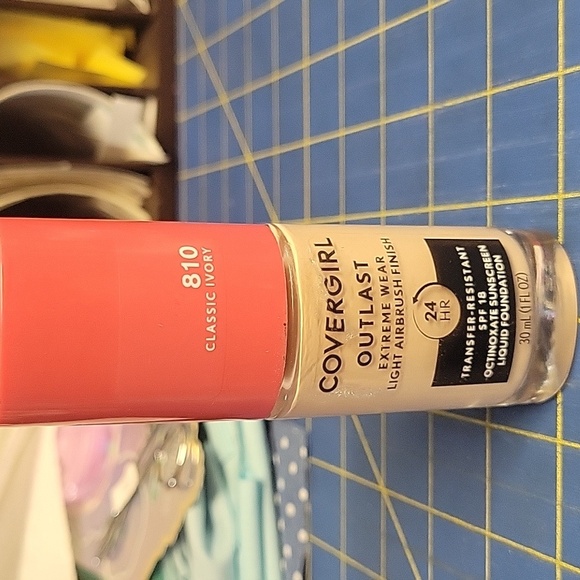 810
CLASSIC IVORY
COVERGIRL
OUTLAST
EXTREME WEAR
LIGHT AIRBRUSH FINISH
24
HR
TRANSFER-RESISTANT
SPF 18
OCTINOXATE SUNSCREEN
LIQUID FOUNDATION
30 mL (1 FL OZ)